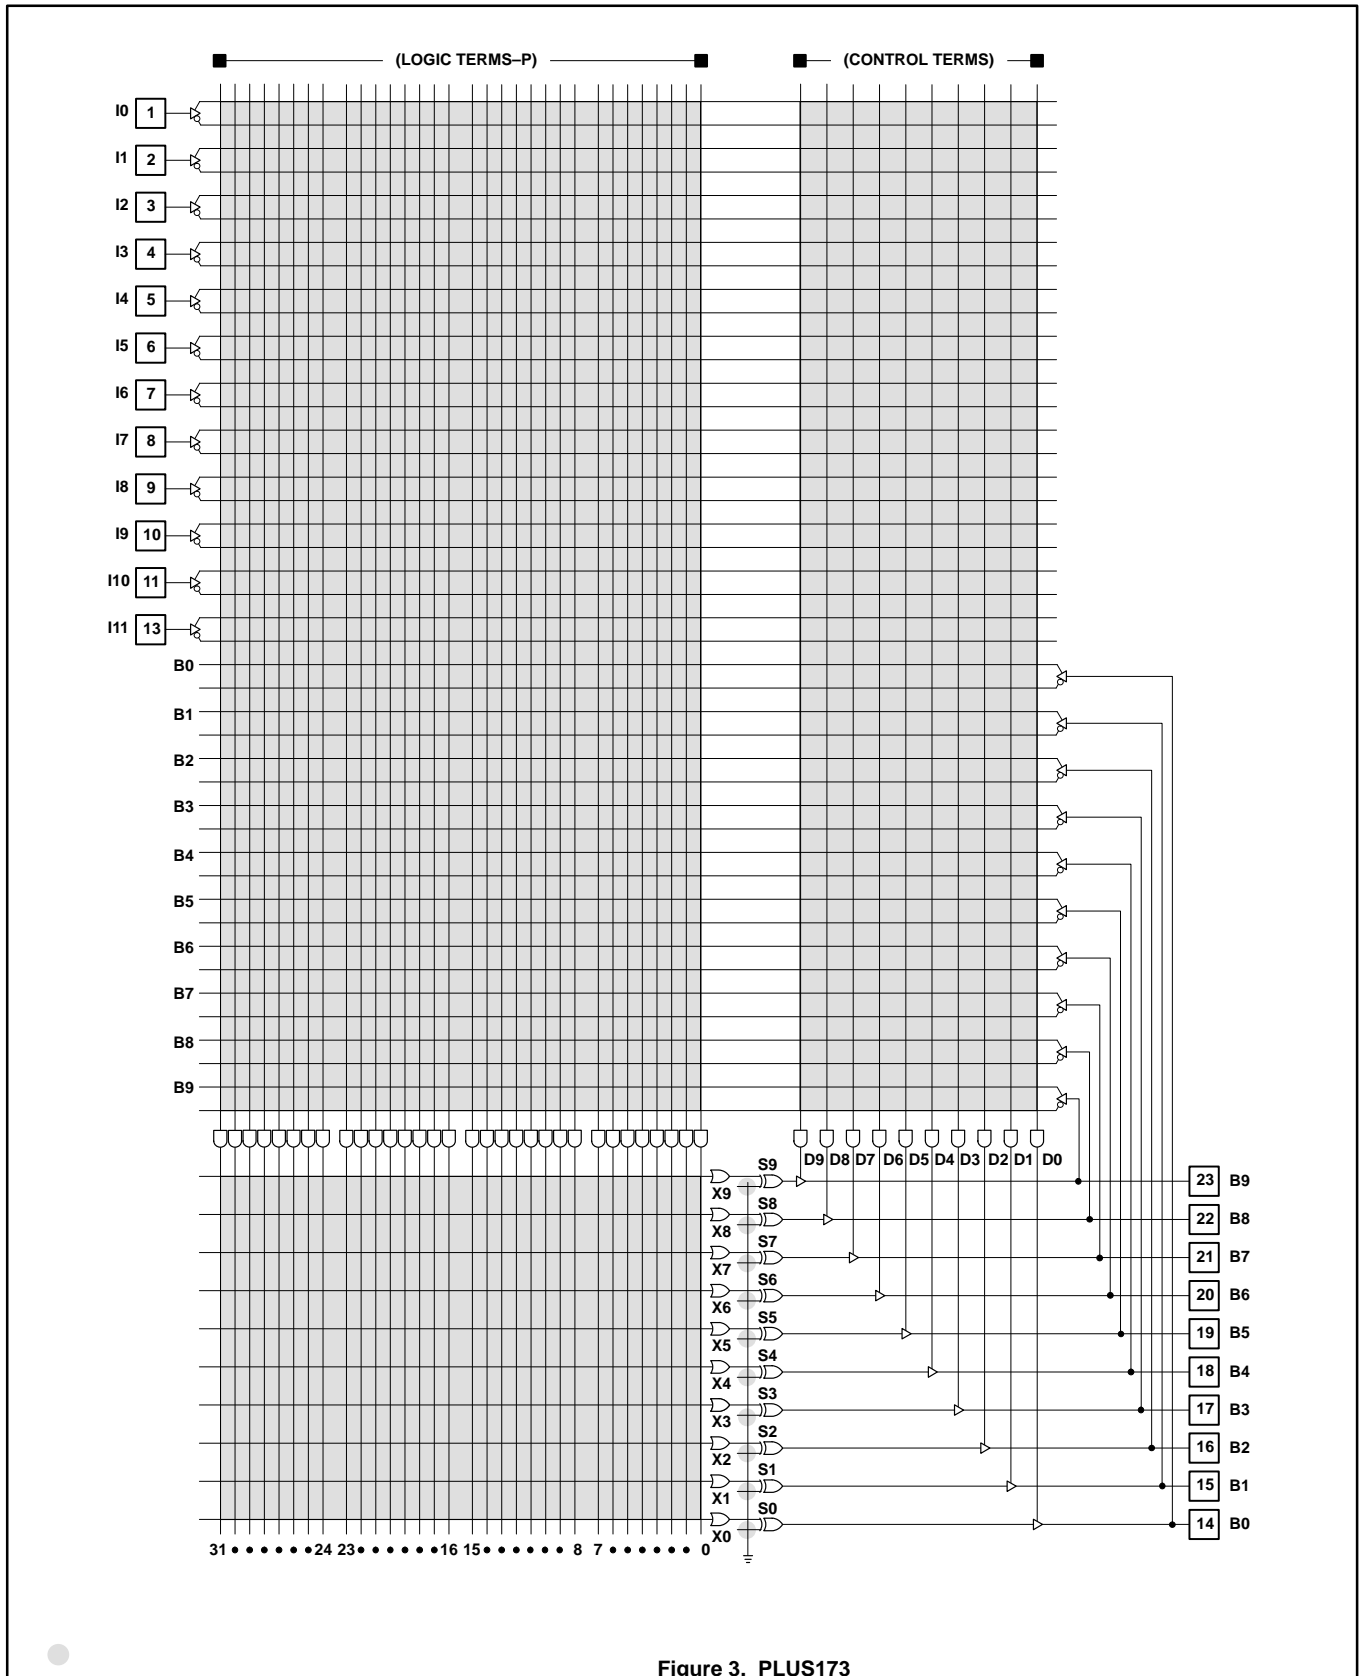 (LOGIC TERMS–P) (CONTROL TERMS)
I0 1
I1 2
I2 3
I3 4
I4 5
I5 6
I6 7
I7 8
I8 9
I9 10
I10 11
I11 13
B0
B1
B2
B3
B4
B5
B6
B7
B8
B9
D9 D8 D7 D6 D5 D4 D3 D2 D1 D0
S9
X9
23 B9
S8
X8
22 B8
S7
X7
21 B7
S6
X6
20 B6
S5
X5
19 B5
S4
X4
18 B4
S3
X3
17 B3
S2
X2
16 B2
S1
X1
15 B1
S0
X0
14 B0
31 24 23 16 15 8 7 0
Figure 3. PLUS173